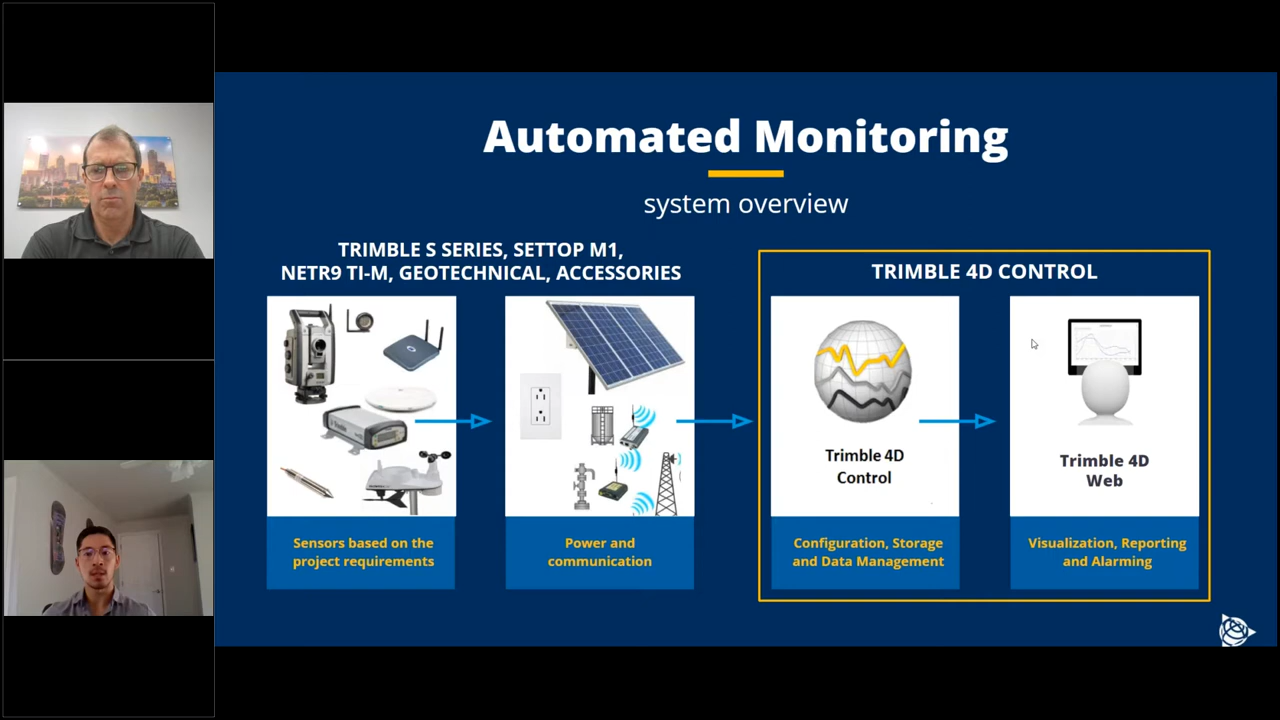 Automated Monitoring
system overview
TRIMBLE S SERIES, SETTOP M1,
NETR9 TI-M, GEOTECHNICAL, ACCESSORIES
TRIMBLE 4D CONTROL
Trimble 4D
Control
Trimble 4D
Web
Sensors based on the
project requirements
Power and
communication
Configuration, Storage
and Data Management
Visualization, Reporting
and Alarming